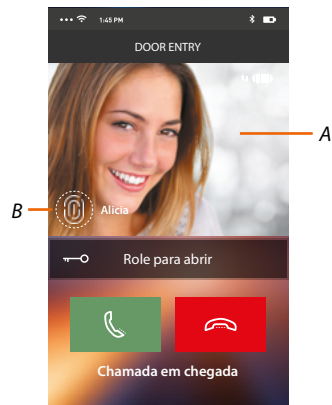 1:45 PM
DOOR ENTRY
A
B
Alicia
Role para abrir
Chamada em chegada